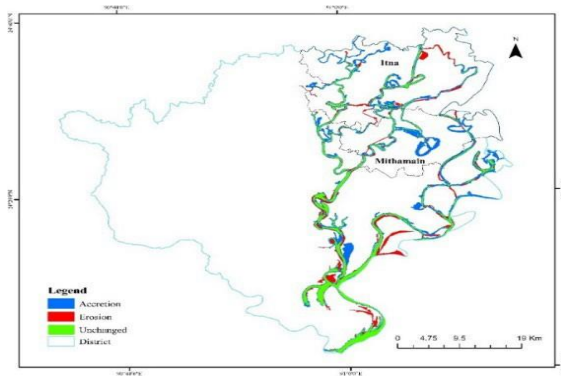 N
Itna
Mithamain
Legend
Accretion
Erosion
Unchanged
District
0 4.75 9.5 19 Km